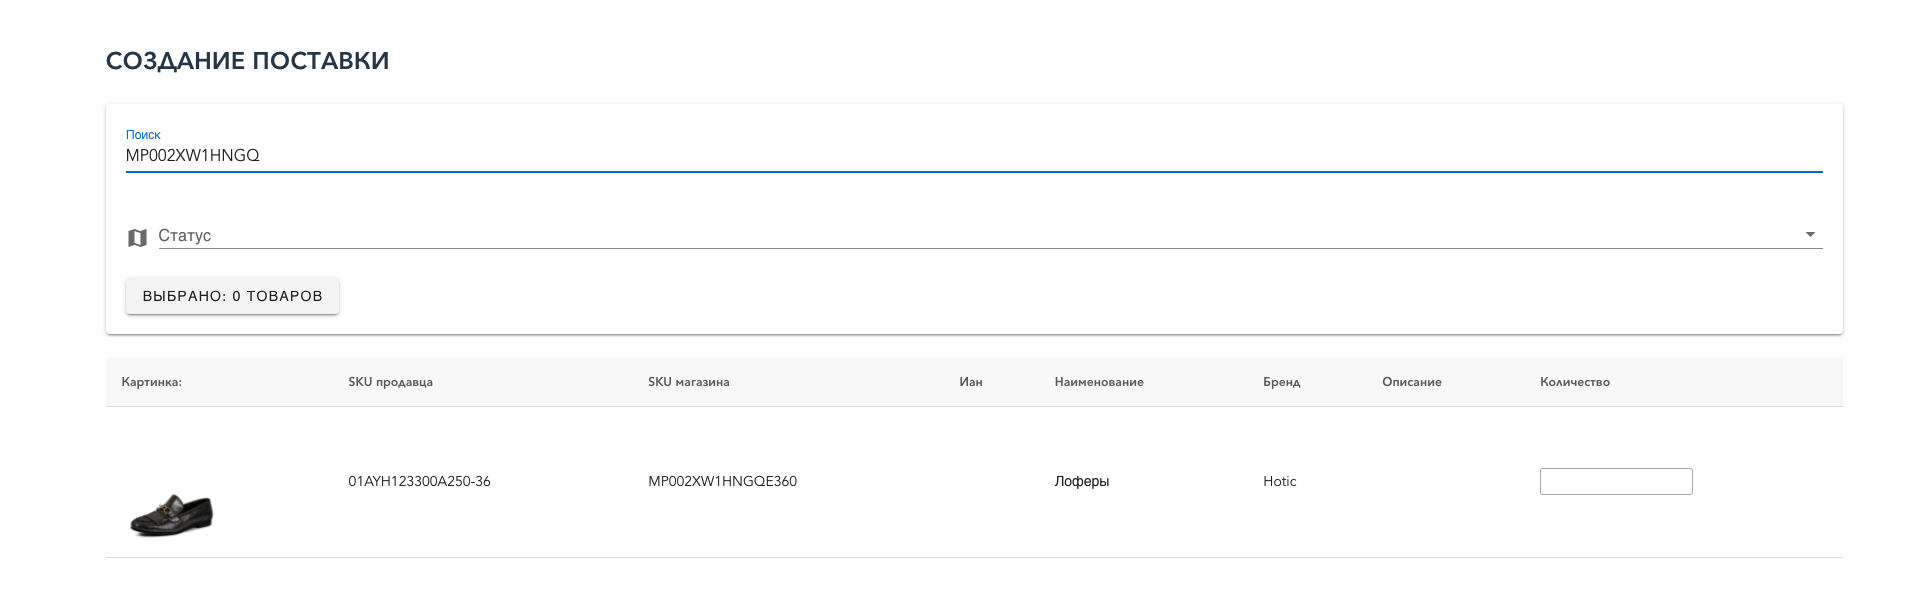 СОЗДАНИЕ ПОСТАВКИ
Поиск
MP002XW1HNGQ
Статус
ВЫБРАНО: 0 ТОВАРОВ
Картинка: SKU продавца SKU магазина Иан Наименование Бренд Описание Количество
01AYH123300A250-36 MP002XW1HNGQE360 Лоферы Hotic